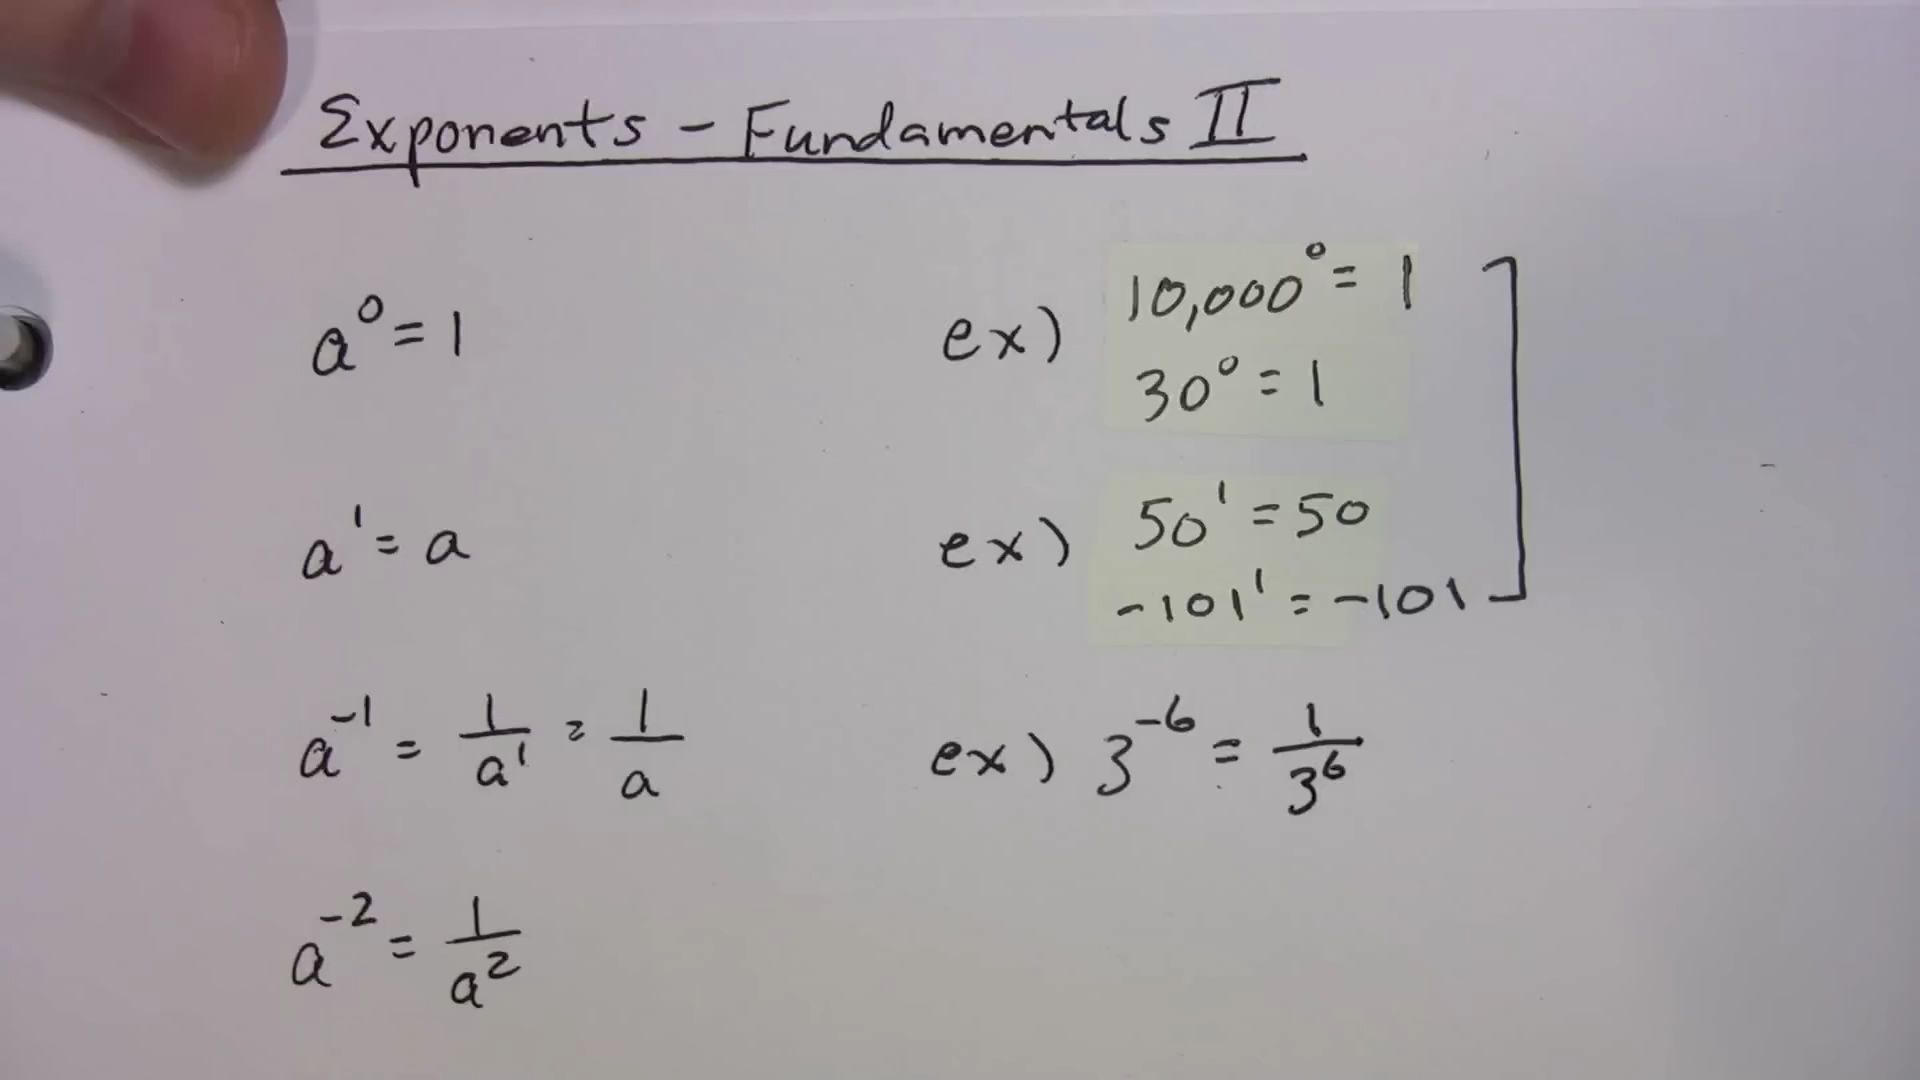 Exponents - Fundamentals II
a⁰ = 1
ex) 10,000⁰ = 1
30⁰ = 1
a¹ = a
ex) 50¹ = 50
-101¹ = -101
a⁻¹ = 1/a¹ = 1/a
ex) 3⁻⁶ = 1/3⁶
a⁻² = 1/a²